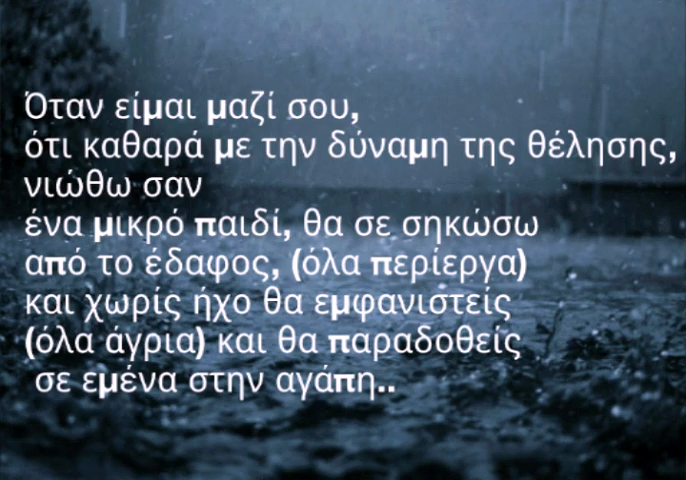 Όταν είμαι μαζί σου,
ότι καθαρά με την δύναμη της θέλησης,
νιώθω σαν
ένα μικρό παιδί, θα σε σηκώσω
από το έδαφος, (όλα περίεργα)
και χωρίς ήχο θα εμφανιστείς
(όλα άγρια) και θα παραδοθείς
σε εμένα στην αγάπη..